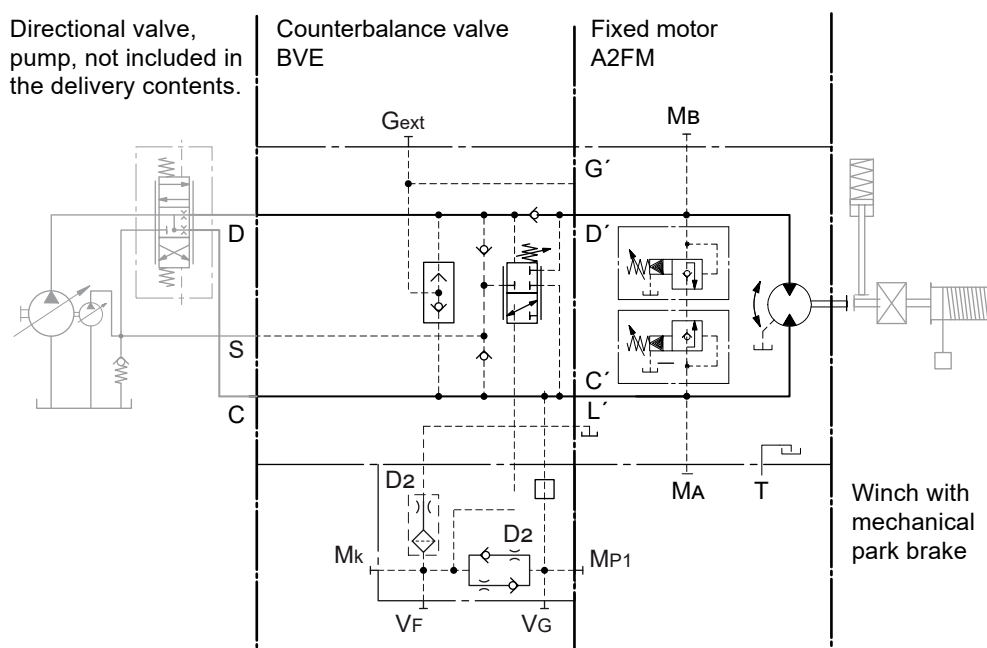 Directional valve,
pump, not included in
the delivery contents.
Counterbalance valve
BVE
Fixed motor
A2FM
Gext
MB
G´
D
D´
S
C´
C
L´
D2
MA
T
D2
Mk
MP1
VF
VG
Winch with
mechanical
park brake